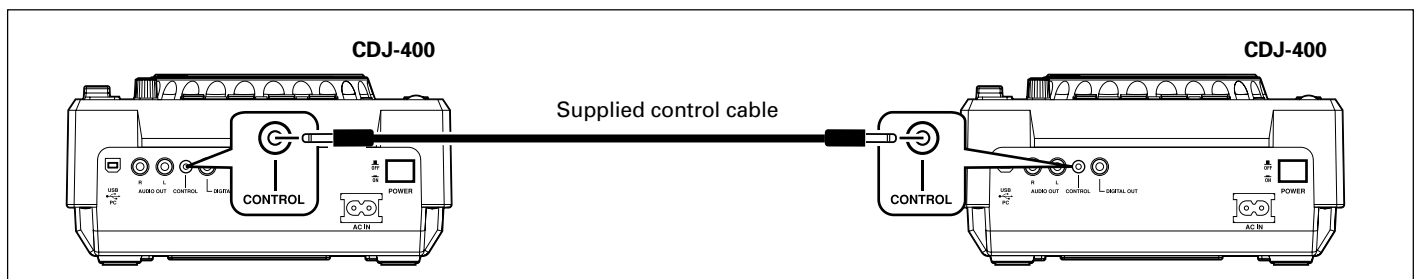 CDJ-400
CDJ-400
Supplied control cable
CONTROL
CONTROL
USB
PC
R
L
AUDIO OUT
CONTROL
DIGITA
OFF
ON
POWER
AC IN
USB
PC
R
L
AUDIO OUT
CONTROL
DIGITAL OUT
OFF
ON
POWER
AC IN